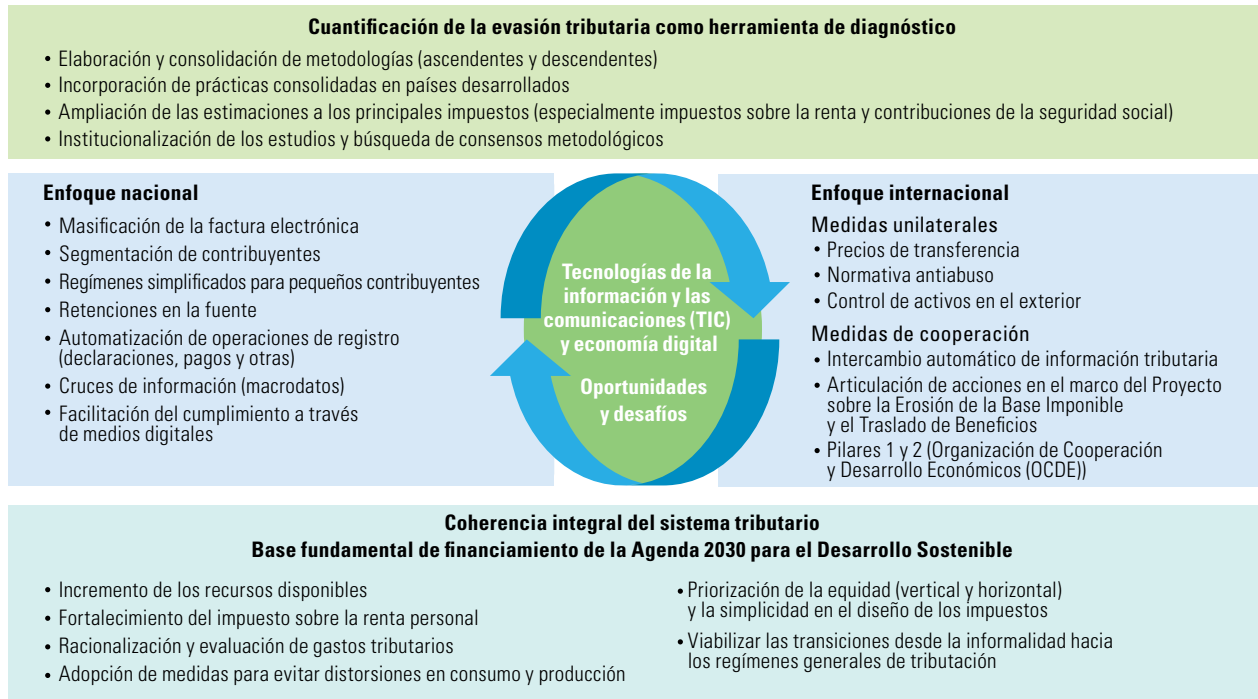 Cuantificación de la evasión tributaria como herramienta de diagnóstico
• Elaboración y consolidación de metodologías (ascendentes y descendentes)
• Incorporación de prácticas consolidadas en países desarrollados
• Ampliación de las estimaciones a los principales impuestos (especialmente impuestos sobre la renta y contribuciones de la seguridad social)
• Institucionalización de los estudios y búsqueda de consensos metodológicos
Enfoque nacional
• Masificación de la factura electrónica
• Segmentación de contribuyentes
• Regímenes simplificados para pequeños contribuyentes
• Retenciones en la fuente
• Automatización de operaciones de registro
(declaraciones, pagos y otras)
• Cruces de información (macrodatos)
• Facilitación del cumplimiento a través
de medios digitales
Tecnologías de la
información y las
comunicaciones (TIC)
y economía digital
Oportunidades
y desafíos
Enfoque internacional
Medidas unilaterales
• Precios de transferencia
• Normativa antiabuso
• Control de activos en el exterior
Medidas de cooperación
• Intercambio automático de información tributaria
• Articulación de acciones en el marco del Proyecto
sobre la Erosión de la Base Imponible
y el Traslado de Beneficios
• Pilares 1 y 2 (Organización de Cooperación
y Desarrollo Económicos (OCDE))
Coherencia integral del sistema tributario
Base fundamental de financiamiento de la Agenda 2030 para el Desarrollo Sostenible
• Incremento de los recursos disponibles
• Fortalecimiento del impuesto sobre la renta personal
• Racionalización y evaluación de gastos tributarios
• Adopción de medidas para evitar distorsiones en consumo y producción
• Priorización de la equidad (vertical y horizontal)
y la simplicidad en el diseño de los impuestos
• Viabilizar las transiciones desde la informalidad hacia
los regímenes generales de tributación